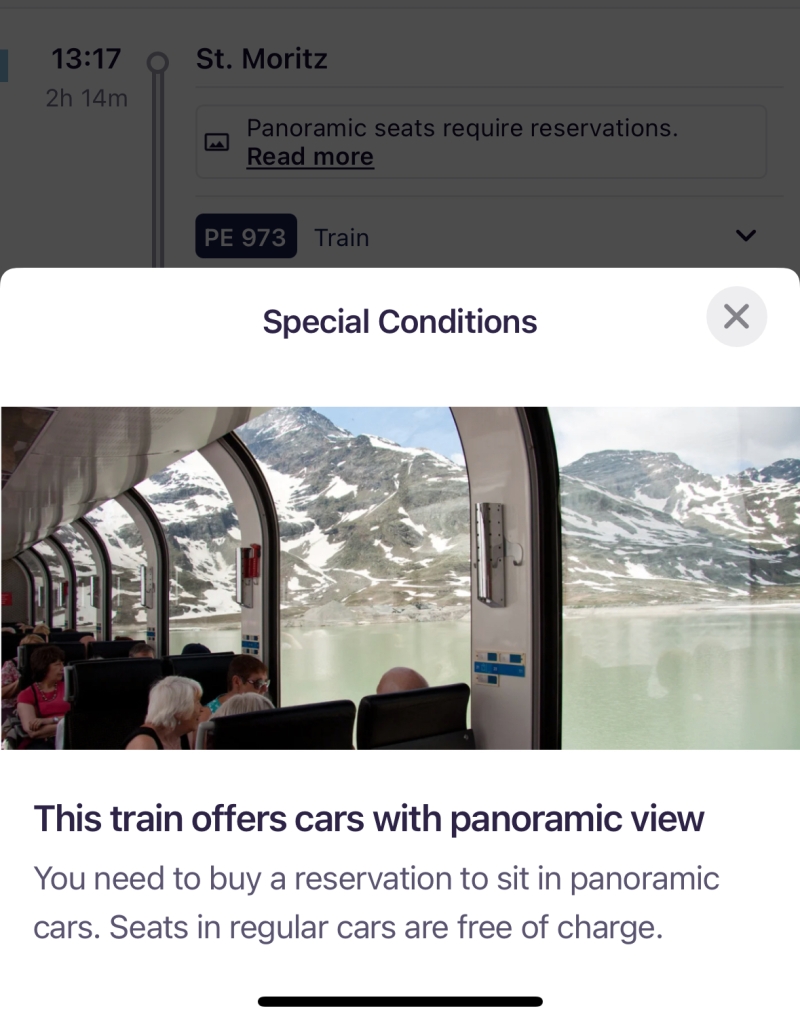 13:17
St. Moritz
2h 14m
Panoramic seats require reservations.
Read more
PE 973
Train
Special Conditions
This train offers cars with panoramic view
You need to buy a reservation to sit in panoramic
cars. Seats in regular cars are free of charge.